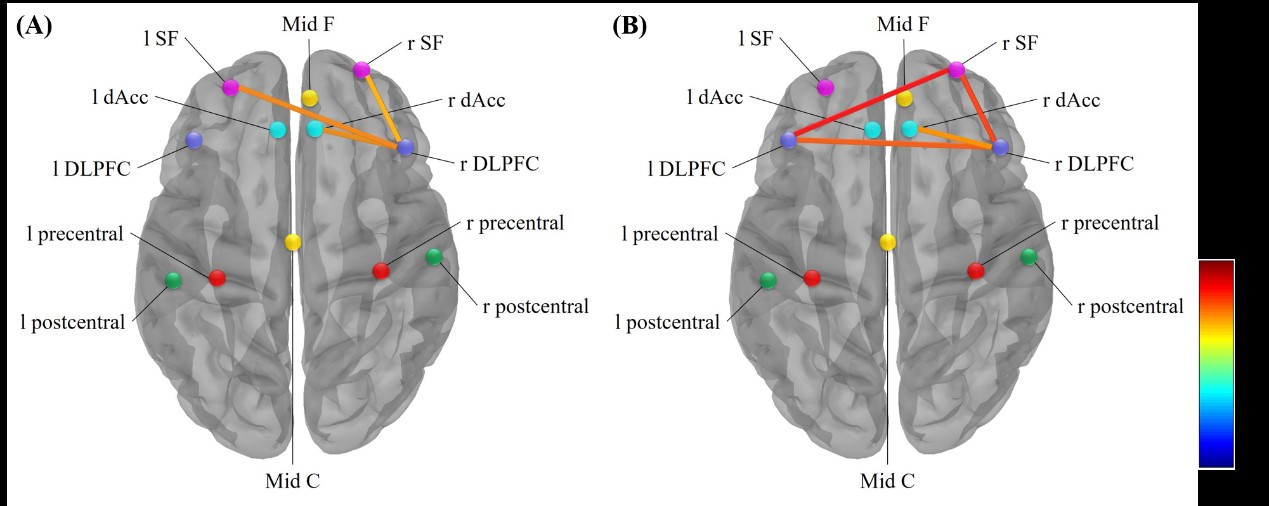 (A)
Mid F
l SF
r SF
l dAcc
r dAcc
l DLPFC
r DLPFC
l precentral
r precentral
l postcentral
r postcentral
Mid C
(B)
Mid F
l SF
r SF
l dAcc
r dAcc
l DLPFC
r DLPFC
l precentral
r precentral
l postcentral
r postcentral
Mid C